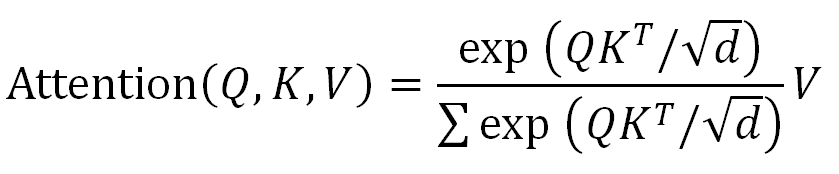 Attention(Q, K, V) = exp (QK^T/√d) / ∑ exp (QK^T/√d) V